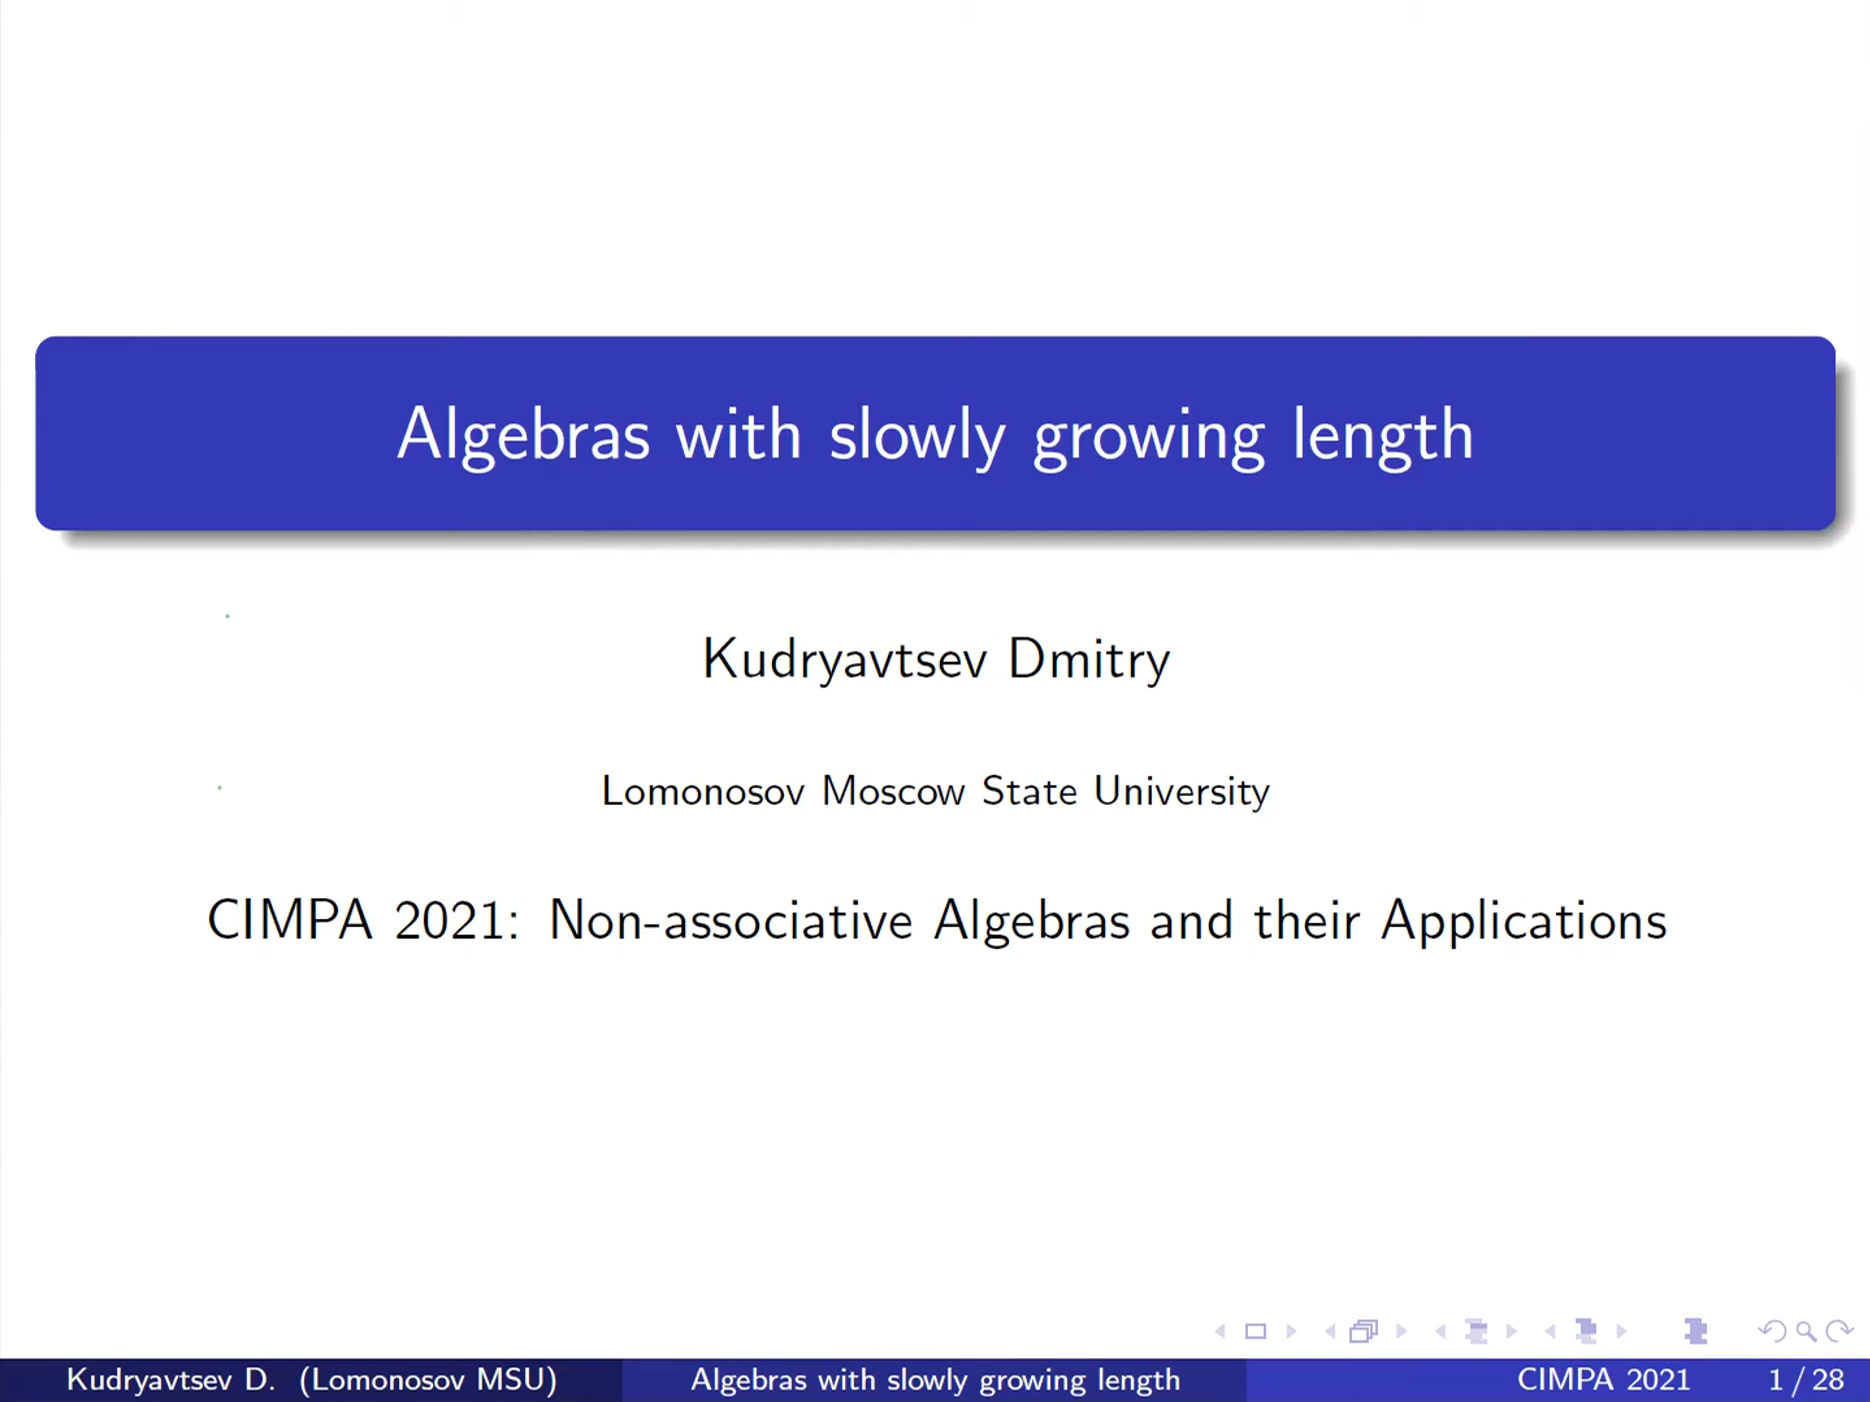 Algebras with slowly growing length
Kudryavtsev Dmitry
Lomonosov Moscow State University
CIMPA 2021: Non-associative Algebras and their Applications
Kudryavtsev D. (Lomonosov MSU) Algebras with slowly growing length CIMPA 2021 1 / 28